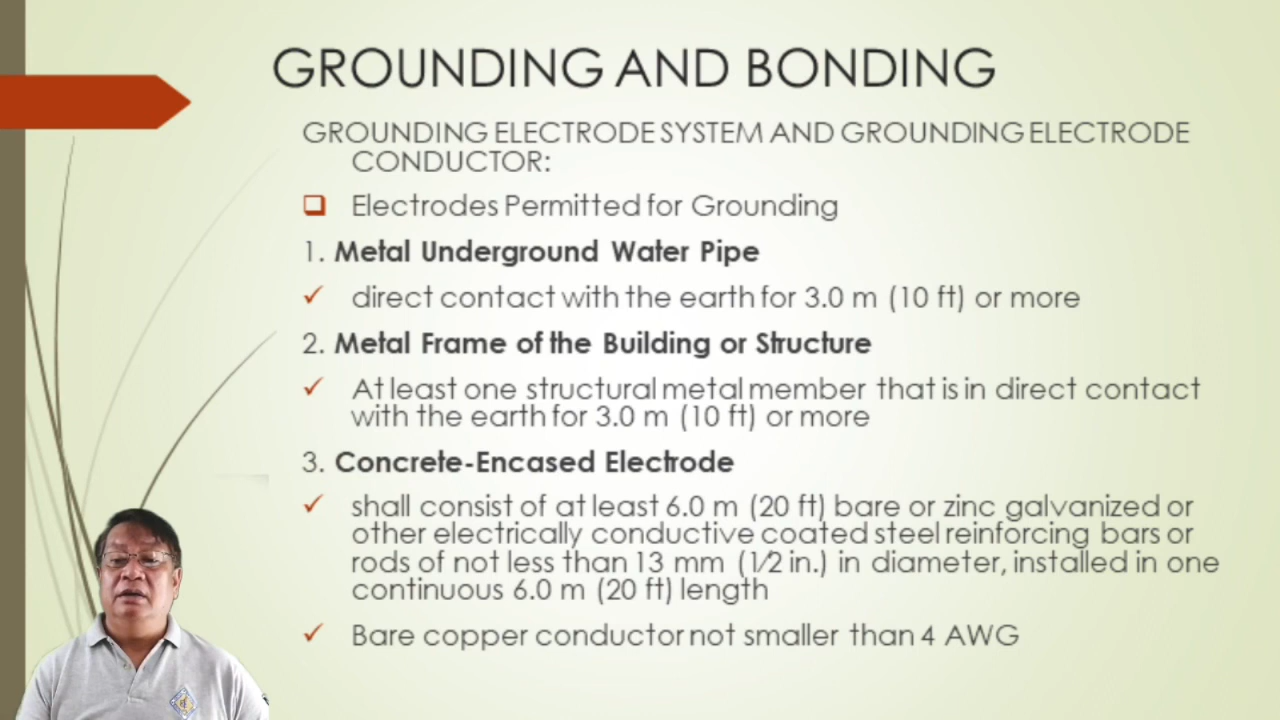 GROUNDING AND BONDING
GROUNDING ELECTRODE SYSTEM AND GROUNDING ELECTRODE
CONDUCTOR:
Electrodes Permitted for Grounding
1. Metal Underground Water Pipe
direct contact with the earth for 3.0 m (10 ft) or more
2. Metal Frame of the Building or Structure
At least one structural metal member that is in direct contact
with the earth for 3.0 m (10 ft) or more
3. Concrete-Encased Electrode
shall consist of at least 6.0 m (20 ft) bare or zinc galvanized or
other electrically conductive coated steel reinforcing bars or
rods of not less than 13 mm (1⁄2 in.) in diameter, installed in one
continuous 6.0 m (20 ft) length
Bare copper conductor not smaller than 4 AWG